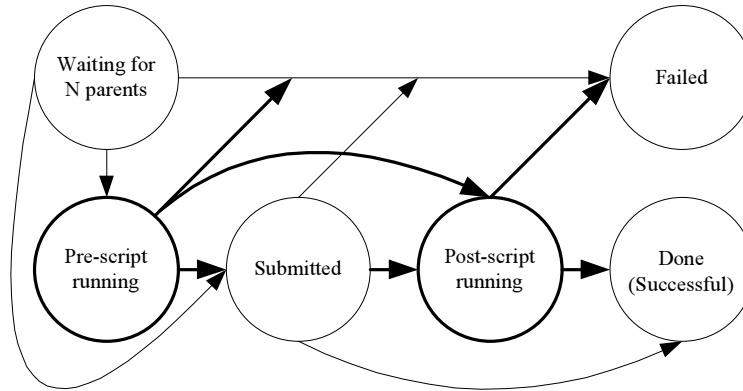 Waiting for
N parents
Failed
Pre-script
running
Submitted
Post-script
running
Done
(Successful)